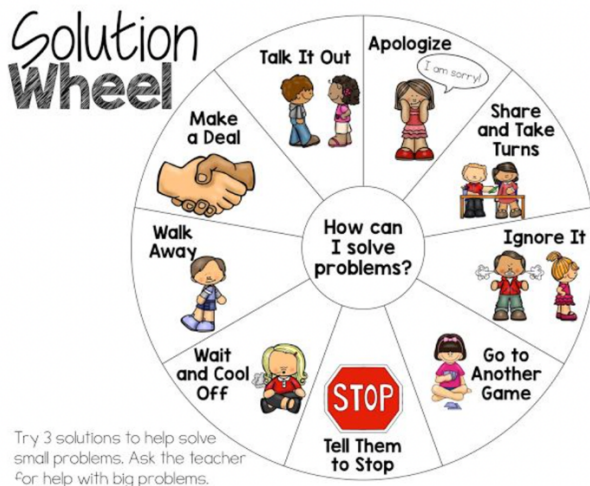 Solution
Wheel
Talk It Out
Apologize
I am sorry!
Share
and Take
Turns
Ignore It
Go to
Another
Game
STOP
Tell Them
to Stop
Wait
and Cool
Off
Walk
Away
Make
a Deal
How can
I solve
problems?
Try 3 solutions to help solve
small problems. Ask the teacher
for help with big problems.